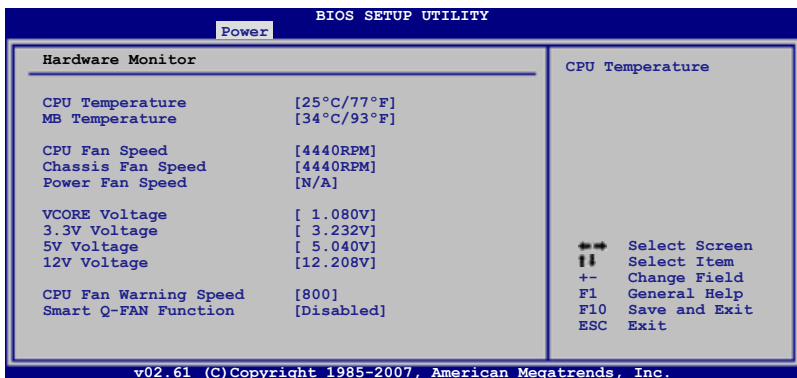 BIOS SETUP UTILITY
Power
Hardware Monitor
CPU Temperature [25°C/77°F]
MB Temperature [34°C/93°F]
CPU Fan Speed [4440RPM]
Chassis Fan Speed [4440RPM]
Power Fan Speed [N/A]
VCORE Voltage [ 1.080V]
3.3V Voltage [ 3.232V]
5V Voltage [ 5.040V]
12V Voltage [12.208V]
CPU Fan Warning Speed [800]
Smart Q-FAN Function [Disabled]
CPU Temperature
←→ Select Screen
↑↓ Select Item
+- Change Field
F1 General Help
F10 Save and Exit
ESC Exit
v02.61 (C)Copyright 1985-2007, American Megatrends, Inc.